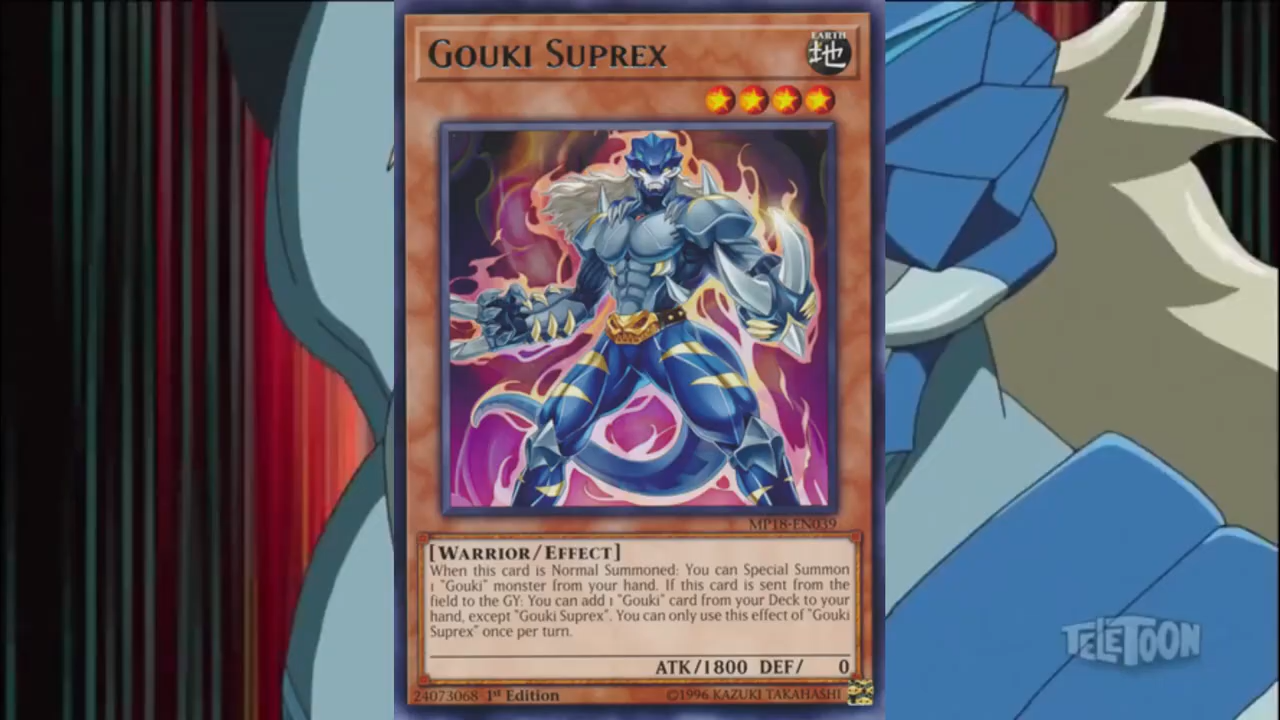 GOUKI SUPREX
EARTH
地
MP18-EN039
[WARRIOR/EFFECT]
When this card is Normal Summoned: You can Special Summon
1 "Gouki" monster from your hand. If this card is sent from the
field to the GY: You can add 1 "Gouki" card from your Deck to your
hand, except "Gouki Suprex". You can only use this effect of "Gouki
Suprex" once per turn.
ATK/1800 DEF/ 0
24073068 1st Edition ©1996 KAZUKI TAKAHASHI
TELETOON